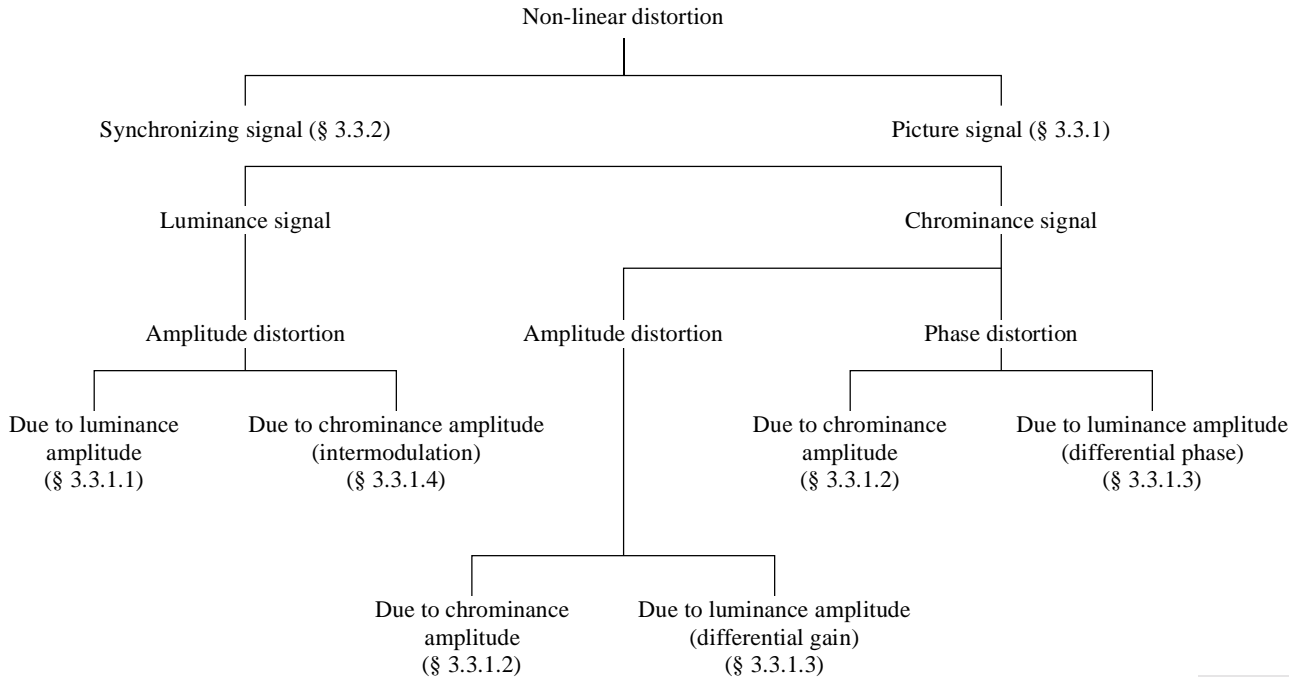 Non-linear distortion
Synchronizing signal (§ 3.3.2)
Picture signal (§ 3.3.1)
Luminance signal
Chrominance signal
Amplitude distortion
Amplitude distortion
Phase distortion
Due to luminance
amplitude
(§ 3.3.1.1)
Due to chrominance amplitude
(intermodulation)
(§ 3.3.1.4)
Due to chrominance
amplitude
(§ 3.3.1.2)
Due to luminance amplitude
(differential phase)
(§ 3.3.1.3)
Due to chrominance
amplitude
(§ 3.3.1.2)
Due to luminance amplitude
(differential gain)
(§ 3.3.1.3)